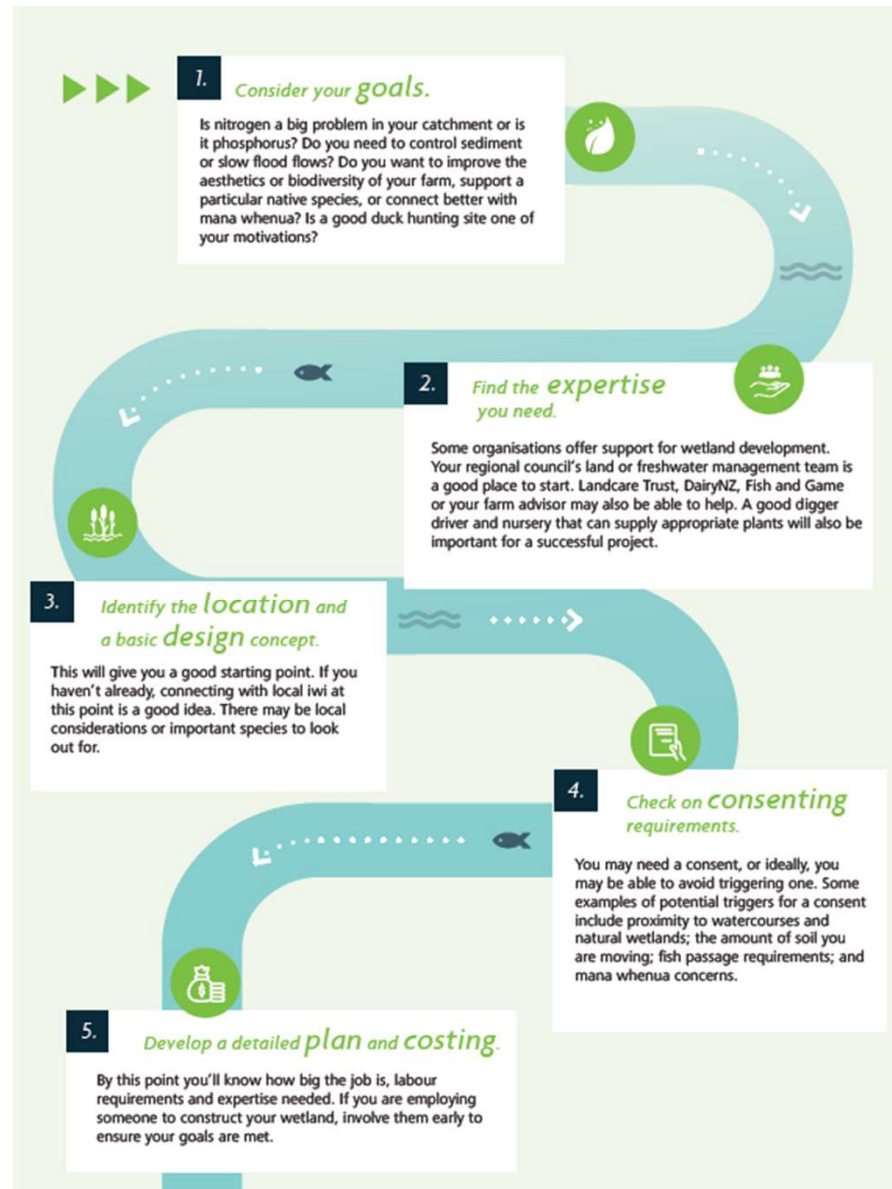 1.
Consider your goals.
Is nitrogen a big problem in your catchment or is
it phosphorus? Do you need to control sediment
or slow flood flows? Do you want to improve the
aesthetics or biodiversity of your farm, support a
particular native species, or connect better with
mana whenua? Is a good duck hunting site one of
your motivations?
2.
Find the expertise
you need.
Some organisations offer support for wetland development.
Your regional council's land or freshwater management team is
a good place to start. Landcare Trust, DairyNZ, Fish and Game
or your farm advisor may also be able to help. A good digger
driver and nursery that can supply appropriate plants will also be
important for a successful project.
3.
Identify the location and
a basic design concept.
This will give you a good starting point. If you
haven't already, connecting with local iwi at
this point is a good idea. There may be local
considerations or important species to look
out for.
4.
Check on consenting
requirements.
You may need a consent, or ideally, you
may be able to avoid triggering one. Some
examples of potential triggers for a consent
include proximity to watercourses and
natural wetlands; the amount of soil you
are moving; fish passage requirements; and
mana whenua concerns.
5.
Develop a detailed plan and costing.
By this point you'll know how big the job is, labour
requirements and expertise needed. If you are employing
someone to construct your wetland, involve them early to
ensure your goals are met.